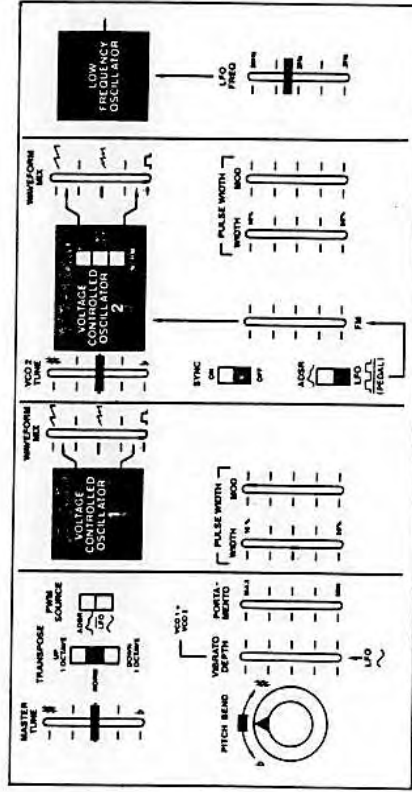 MASTER
TUNE
TRANSPOSE
UP
1 OCTAVE
NORM
DOWN
1 OCTAVE
PWM
SOURCE
ADSR
LFO
PITCH BEND
VIBRATO
DEPTH
LFO
VCO 1 +
VCO 2
PORTA-
MENTO
VOLTAGE
CONTROLLED
OSCILLATOR
1
WAVEFORM
MIX
PULSE WIDTH
WIDTH
MOD
VCO 2
TUNE
VOLTAGE
CONTROLLED
OSCILLATOR
2
WAVEFORM
MIX
SYNC
ON
OFF
ADSR
LFO
(PEDAL)
FM
PULSE WIDTH
WIDTH
MOD
LOW
FREQUENCY
OSCILLATOR
LFO
FREQ